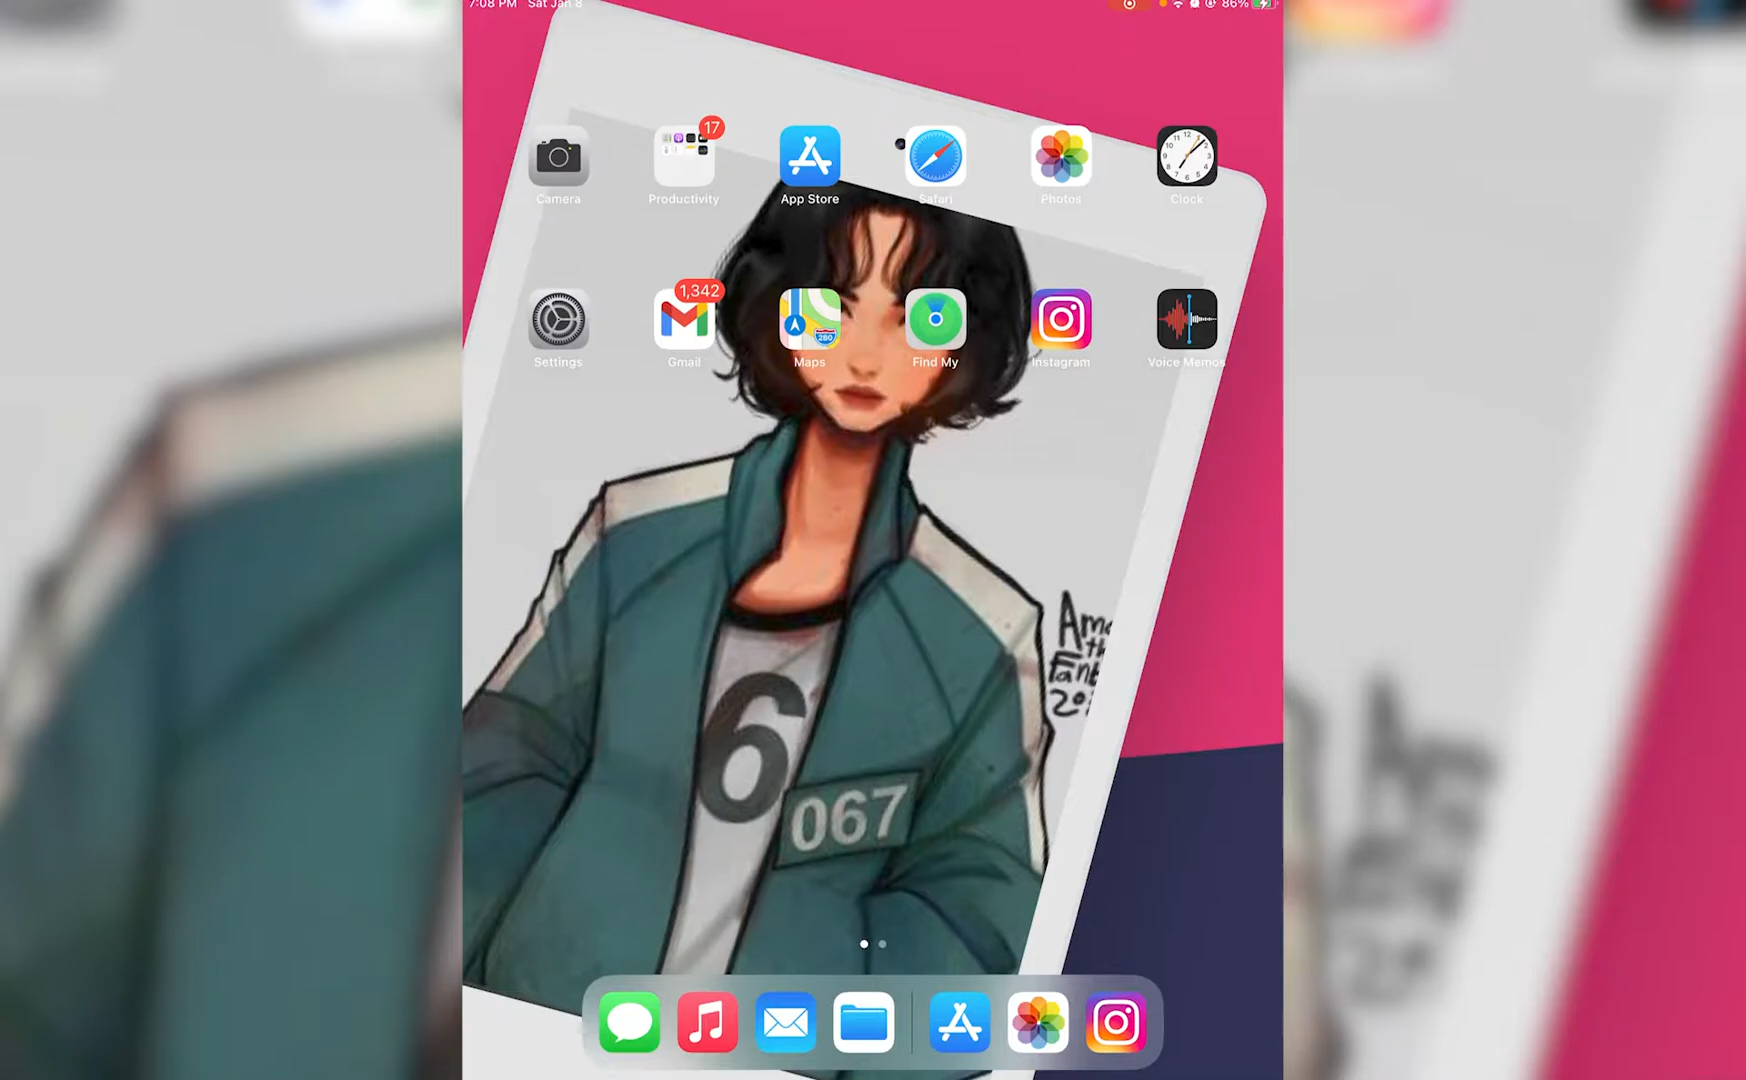 7:08 PM Sat Jan 8
86%
17
Camera
Productivity
App Store
Safari
Photos
Clock
1,342
280
Settings
Gmail
Maps
Find My
Instagram
Voice Memos
6
067